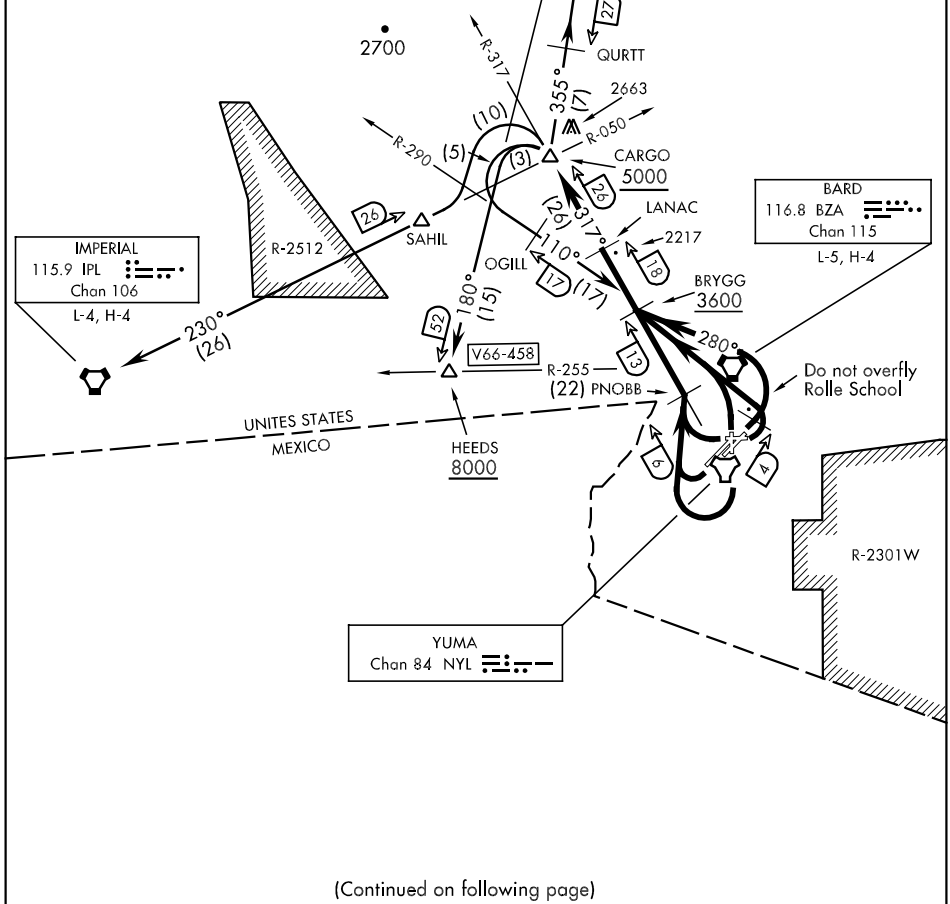 27
2700
R-317
QURTT
355°
(7)
2663
(10)
R-050
R-290
(5)
(3)
CARGO
5000
26
317°
(26)
LANAC
BARD
116.8 BZA
Chan 115
L-5, H-4
26
SAHIL
R-2512
IMPERIAL
115.9 IPL
Chan 106
L-4, H-4
110°
OGILL
17
(17)
2217
18
BRYGG
3600
180°
(15)
230°
(26)
52
V66-458
R-255
(22)
PNOBB
13
280°
Do not overfly
Rolle School
UNITED STATES
MEXICO
HEEDS
8000
6
4
R-2301W
YUMA
Chan 84 NYL
(Continued on following page)